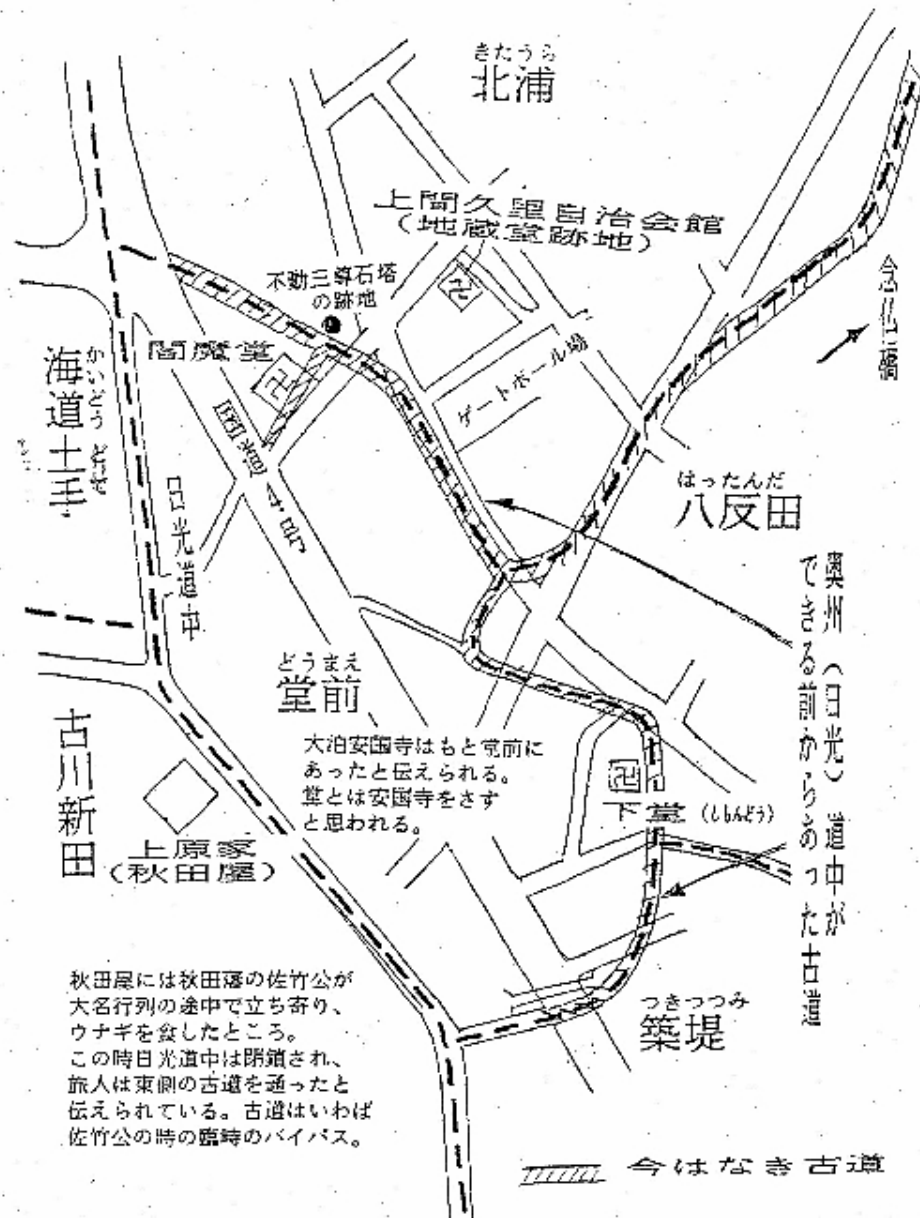 きたうら
北浦
上間久里自治会館
(地蔵堂跡地)
不動三尊石塔
の跡地
閻魔堂
ゲートボール場
念仏橋
かいどう
海道土手
日光道中
国道四号
はったんだ
八反田
奥州(日光)道中が
できる前からあった古道
どうまえ
堂前
大泊安国寺はもと堂前に
あったと伝えられる。
堂とは安国寺をさす
と思われる。
下堂(しもんどう)
古川新田
上原家
(秋田屋)
秋田屋には秋田藩の佐竹公が
大名行列の途中で立ち寄り、
ウナギを食したところ。
この時日光道中は閉鎖され、
旅人は東側の古道を通ったと
伝えられている。古道はいわば
佐竹公の時の臨時のバイパス。
つきつつみ
築堤
今はなき古道